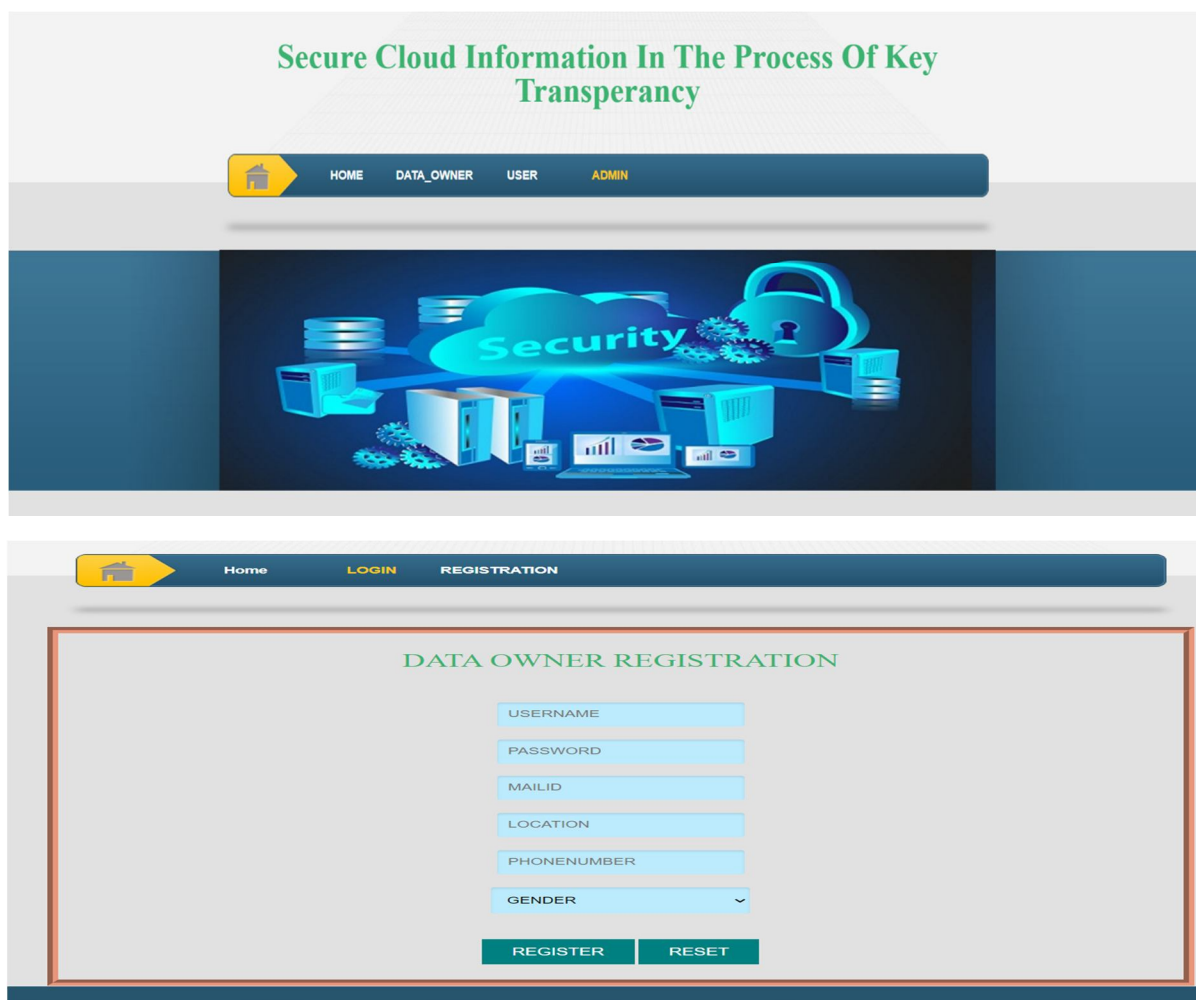 Secure Cloud Information In The Process Of Key
Transperancy
HOME DATA_OWNER USER ADMIN
Security
Home LOGIN REGISTRATION
DATA OWNER REGISTRATION
USERNAME
PASSWORD
MAILID
LOCATION
PHONENUMBER
GENDER
REGISTER RESET